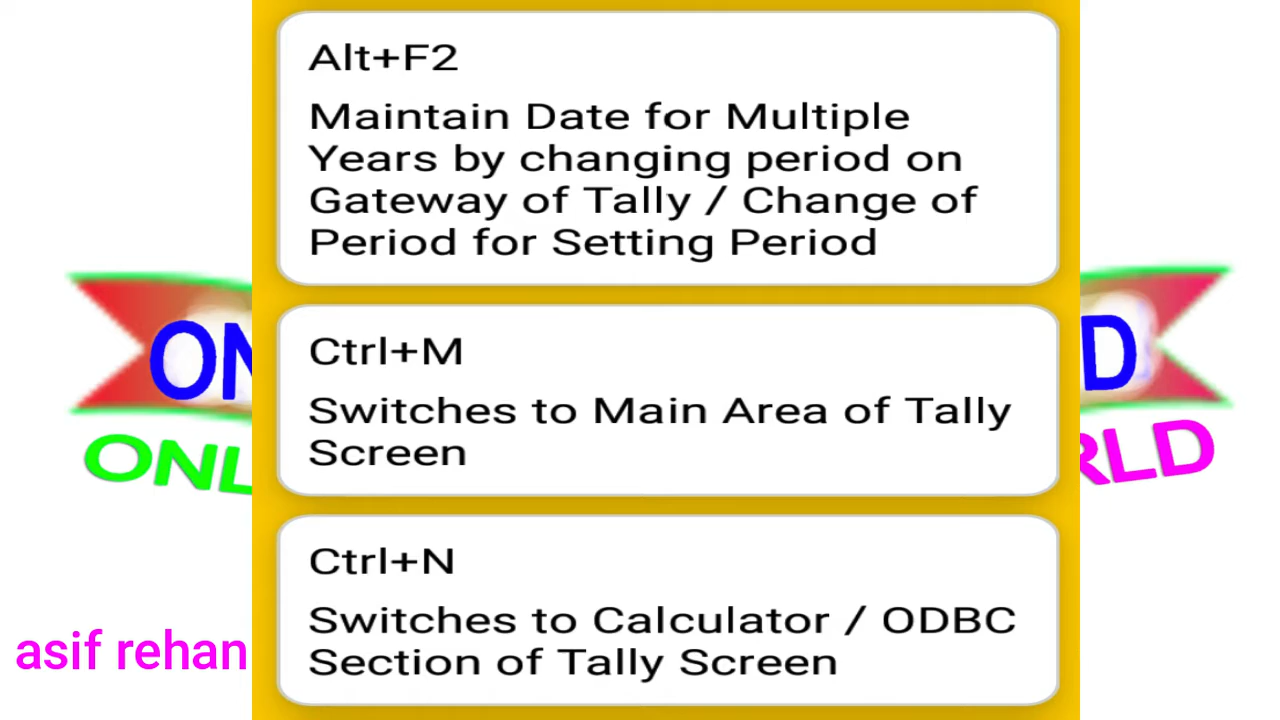 Alt+F2
Maintain Date for Multiple
Years by changing period on
Gateway of Tally / Change of
Period for Setting Period
Ctrl+M
Switches to Main Area of Tally
Screen
Ctrl+N
Switches to Calculator / ODBC
Section of Tally Screen
asif rehan